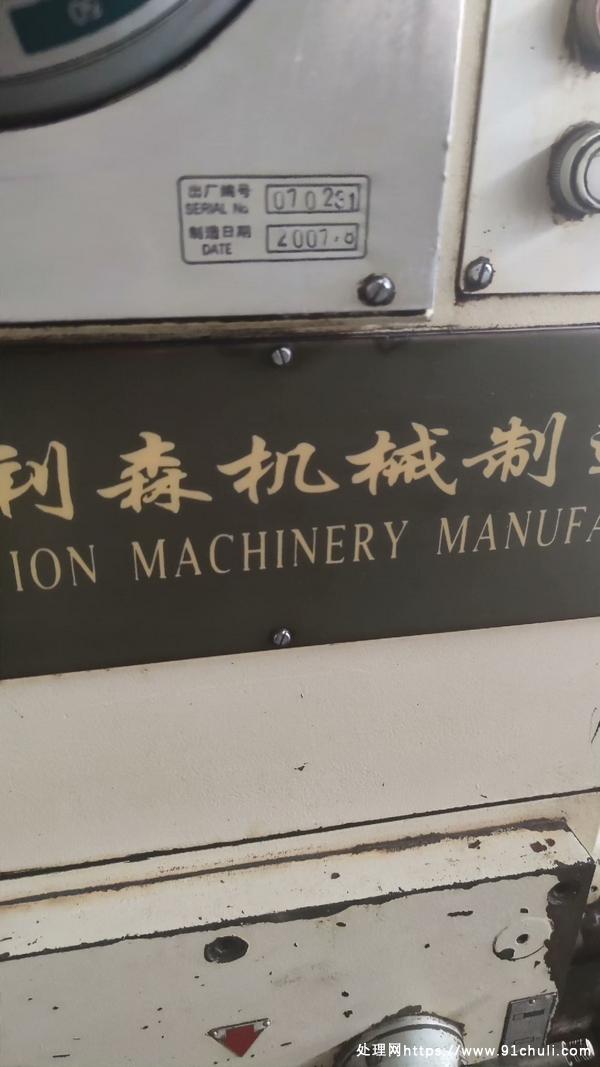 50
出厂编号 070231
SERIAL No
制造日期 2007.8
DATE
利森机械制
ION MACHINERY MANUFA
处理网https://www.91chuli.com